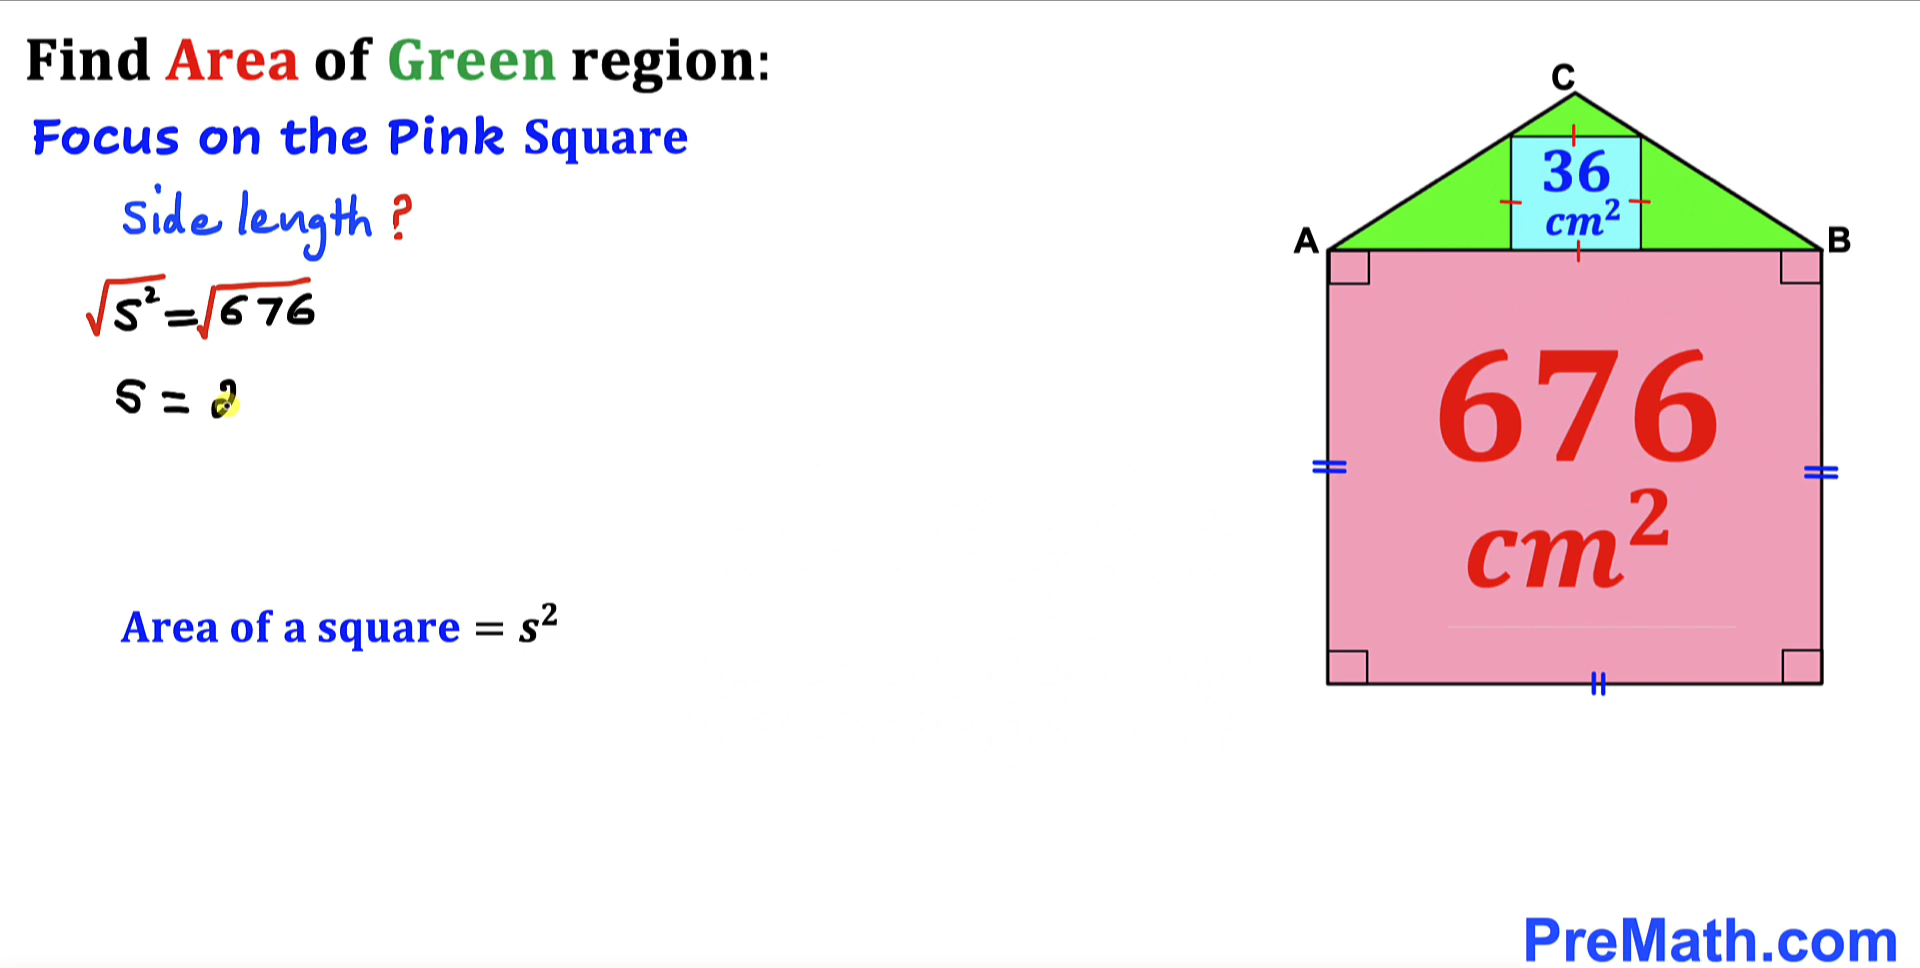 Find Area of Green region:
Focus on the Pink Square
Side length ?
√s² = √676
s = 2
Area of a square = s²
C
36
cm²
A
B
676
cm²
PreMath.com